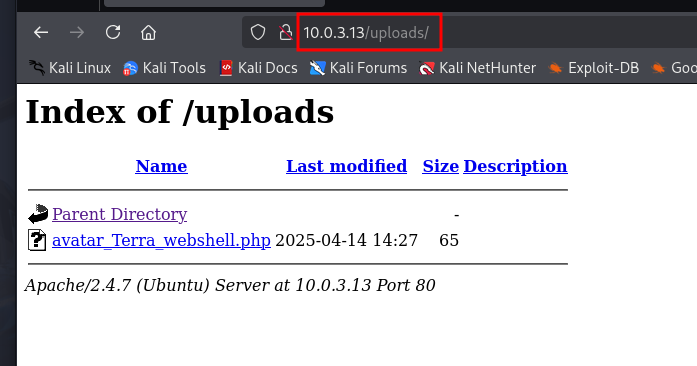 10.0.3.13/uploads/
Kali Linux Kali Tools Kali Docs Kali Forums Kali NetHunter Exploit-DB Goo
Index of /uploads
Name Last modified Size Description
Parent Directory -
avatar_Terra_webshell.php 2025-04-14 14:27 65
Apache/2.4.7 (Ubuntu) Server at 10.0.3.13 Port 80